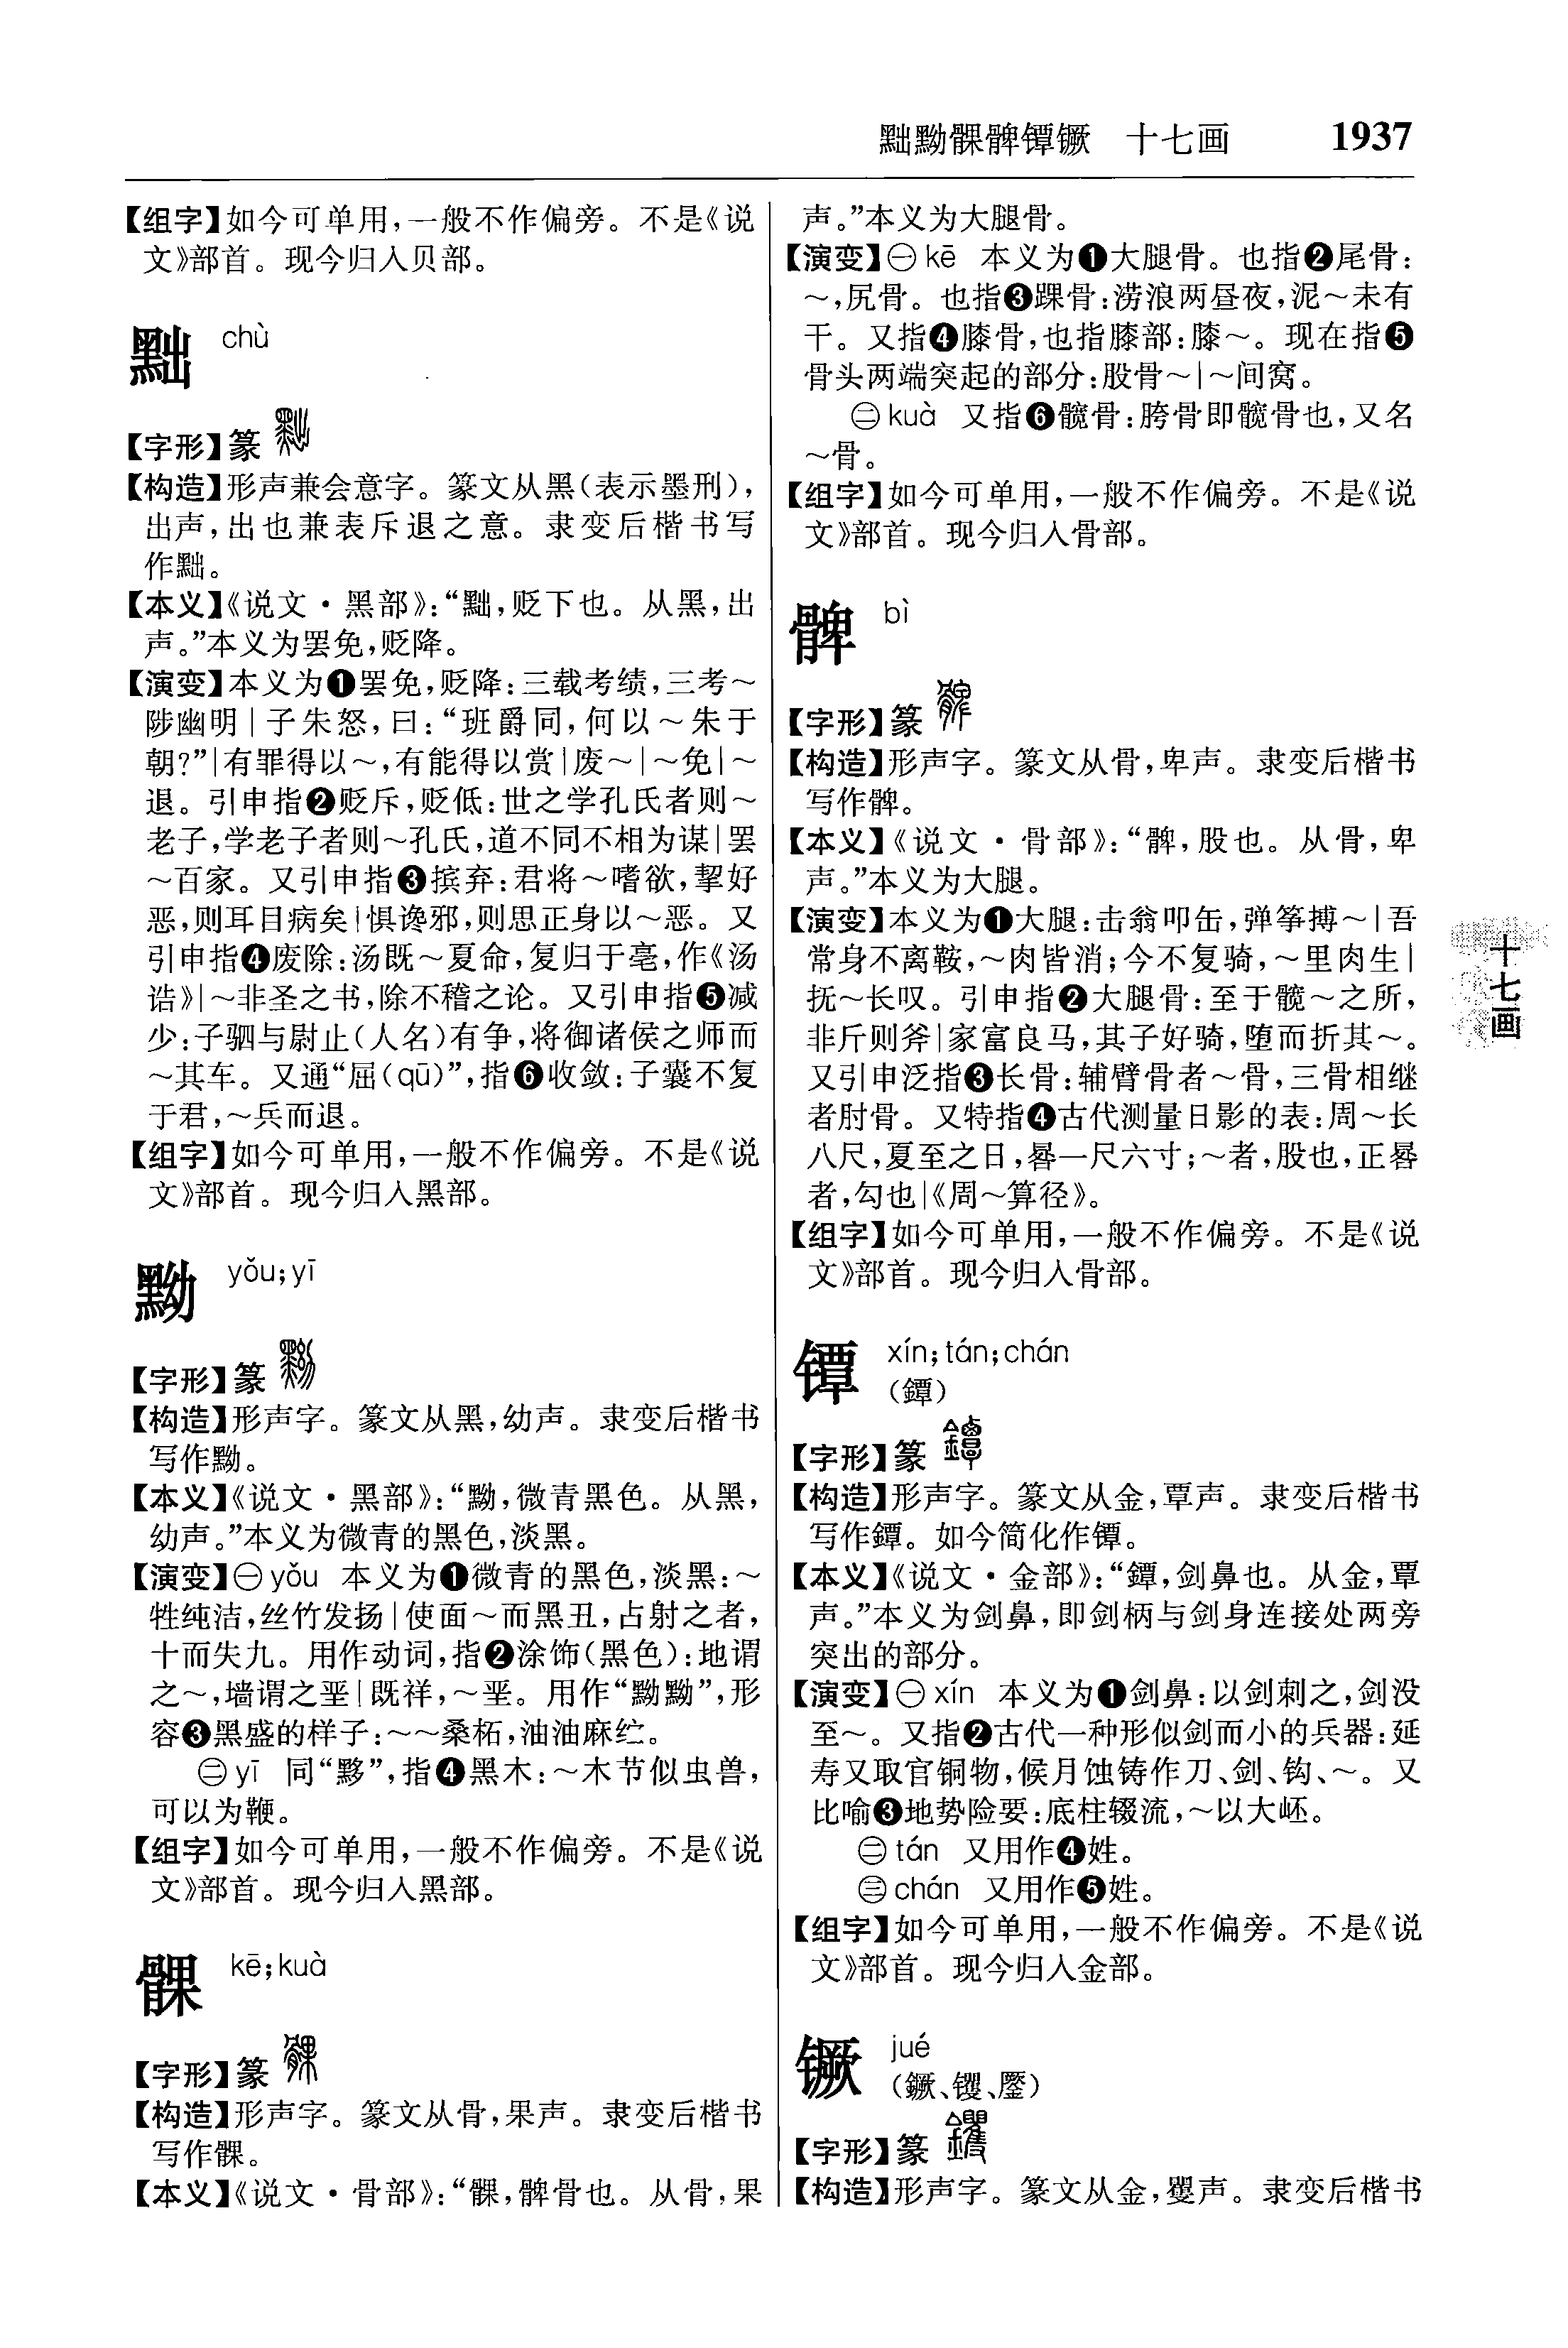 黜黝髁髀镡镢　十七画　1937
【组字】如今可单用，一般不作偏旁。不是《说
文》部首。现今归入贝部。
黜 chù
【字形】篆
【构造】形声兼会意字。篆文从黑（表示墨刑），
出声，出也兼表斥退之意。隶变后楷书写
作黜。
【本义】《说文·黑部》：“黜，贬下也。从黑，出
声。”本义为罢免，贬降。
【演变】本义为❶罢免，贬降：三载考绩，三考～
陟幽明｜子朱怒，曰：“班爵同，何以～朱于
朝？”｜有罪得以～，有能得以赏｜废～｜～免｜～
退。引申指❷贬斥，贬低：世之学孔氏者则～
老子，学老子者则～孔氏，道不同不相为谋｜罢
～百家。又引申指❸摈弃：君将～嗜欲，掔好
恶，则耳目病矣｜惧谗邪，则思正身以～恶。又
引申指❹废除：汤既～夏命，复归于亳，作《汤
诰》｜～非圣之书，除不稽之论。又引申指❺减
少：子驷与尉止（人名）有争，将御诸侯之师而
～其车。又通“屈（qū）”，指❻收敛：子囊不复
于君，～兵而退。
【组字】如今可单用，一般不作偏旁。不是《说
文》部首。现今归入黑部。
黝 yǒu；yī
【字形】篆
【构造】形声字。篆文从黑，幼声。隶变后楷书
写作黝。
【本义】《说文·黑部》：“黝，微青黑色。从黑，
幼声。”本义为微青的黑色，淡黑。
【演变】㊀yǒu 本义为❶微青的黑色，淡黑：～
牲纯洁，丝竹发扬｜使面～而黑丑，占射之者，
十而失九。用作动词，指❷涂饰（黑色）：地谓
之～，墙谓之垩｜既祥，～垩。用作“黝黝”，形
容❸黑盛的样子：～～桑柘，油油麻纻。
㊁yī 同“黟”，指❹黑木：～木节似虫兽，
可以为鞭。
【组字】如今可单用，一般不作偏旁。不是《说
文》部首。现今归入黑部。
髁 kē；kuà
【字形】篆
【构造】形声字。篆文从骨，果声。隶变后楷书
写作髁。
【本义】《说文·骨部》：“髁，髀骨也。从骨，果
声。”本义为大腿骨。
【演变】㊀kē 本义为❶大腿骨。也指❷尾骨：
～，尻骨。也指❸踝骨：涝浪两昼夜，泥～未有
干。又指❹膝骨，也指膝部：膝～。现在指❺
骨头两端突起的部分：股骨～｜～间窝。
㊁kuà 又指❻髋骨：胯骨即髋骨也，又名
～骨。
【组字】如今可单用，一般不作偏旁。不是《说
文》部首。现今归入骨部。
髀 bì
【字形】篆
【构造】形声字。篆文从骨，卑声。隶变后楷书
写作髀。
【本义】《说文·骨部》：“髀，股也。从骨，卑
声。”本义为大腿。
【演变】本义为❶大腿：击瓮叩缶，弹筝搏～｜吾
常身不离鞍，～肉皆消；今不复骑，～里肉生｜
抚～长叹。引申指❷大腿骨：至于髋～之所，
非斤则斧｜家富良马，其子好骑，堕而折其～。
又引申泛指❸长骨：辅臂骨者～骨，三骨相继
者肘骨。又特指❹古代测量日影的表：周～长
八尺，夏至之日，晷一尺六寸；～者，股也，正晷
者，勾也｜《周～算径》。
【组字】如今可单用，一般不作偏旁。不是《说
文》部首。现今归入骨部。
镡 xín；tán；chán
（鐔）
【字形】篆
【构造】形声字。篆文从金，覃声。隶变后楷书
写作鐔。如今简化作镡。
【本义】《说文·金部》：“鐔，剑鼻也。从金，覃
声。”本义为剑鼻，即剑柄与剑身连接处两旁
突出的部分。
【演变】㊀xín 本义为❶剑鼻：以剑刺之，剑没
至～。又指❷古代一种形似剑而小的兵器：延
寿又取官铜物，候月蚀铸作刀、剑、钩、～。又
比喻❸地势险要：底柱辍流，～以大岯。
㊁tán 又用作❹姓。
㊂chán 又用作❺姓。
【组字】如今可单用，一般不作偏旁。不是《说
文》部首。现今归入金部。
镢 jué
（鐝、䦆、㔃）
【字形】篆
【构造】形声字。篆文从金，矍声。隶变后楷书
十七画